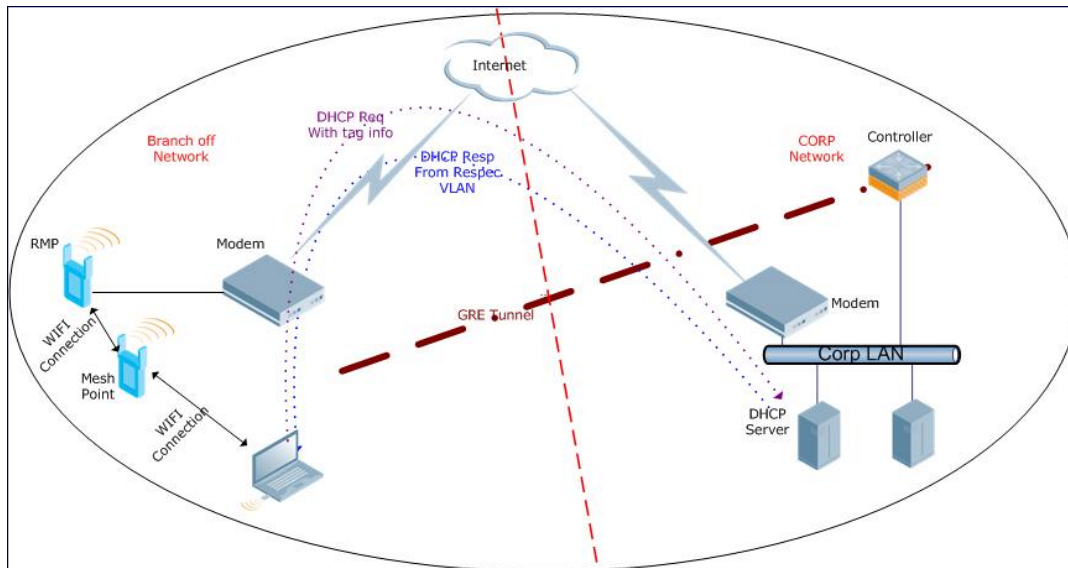 Internet
DHCP Req
With tag info
Branch off
Network
DHCP Resp
From Respec
VLAN
CORP
Network
Controller
RMP
Modem
WIFI
Connection
GRE Tunnel
Modem
Mesh
Point
WIFI
Connection
Corp LAN
DHCP
Server